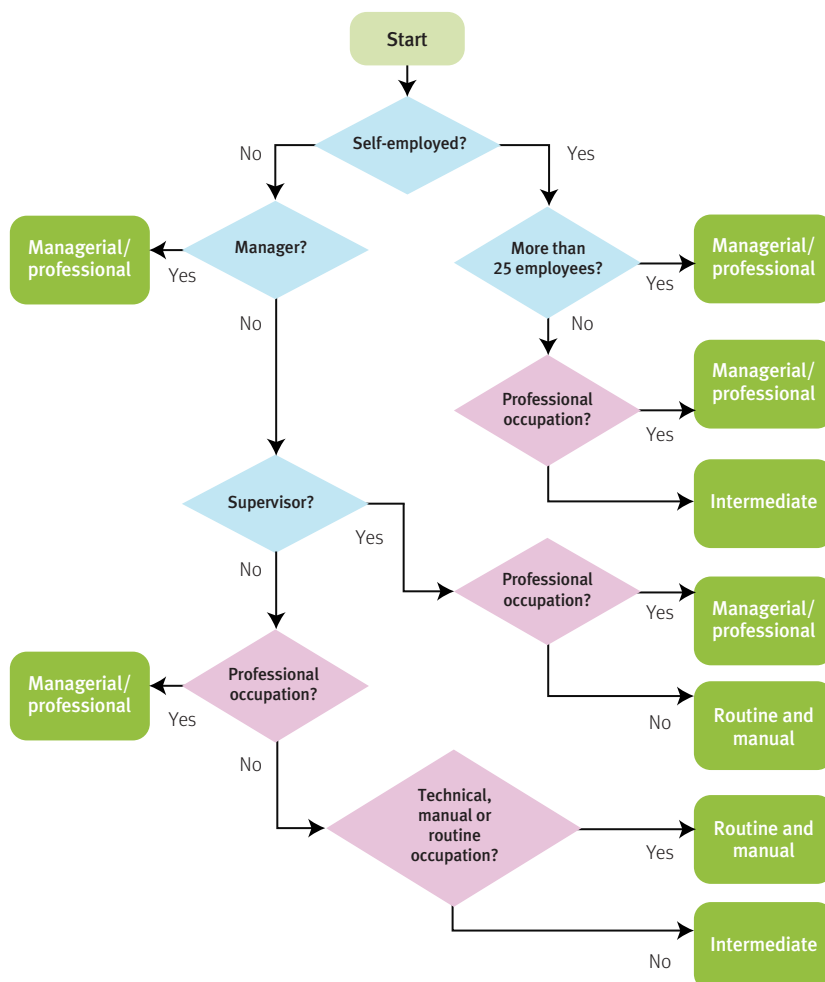 Start
Self-employed?
No
Yes
Managerial/
professional
Yes
Manager?
More than
25 employees?
Yes
Managerial/
professional
No
No
Professional
occupation?
Yes
Managerial/
professional
Supervisor?
Yes
Intermediate
No
Professional
occupation?
Yes
Managerial/
professional
Managerial/
professional
Yes
Professional
occupation?
No
Routine and
manual
No
Technical,
manual or
routine
occupation?
Yes
Routine and
manual
No
Intermediate